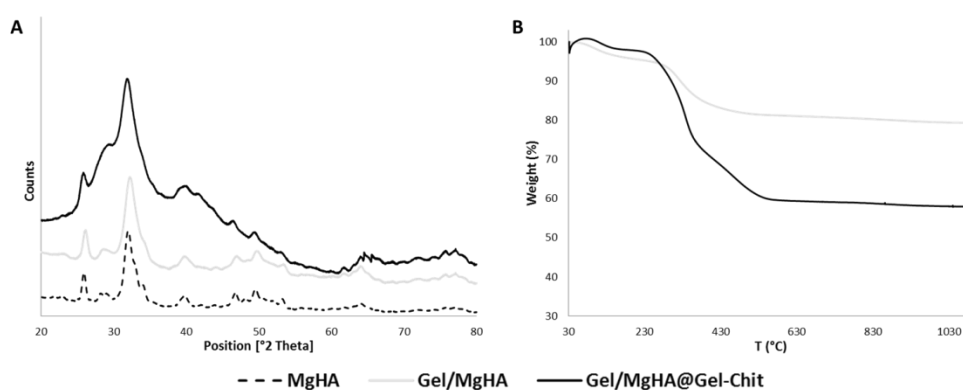 A
Counts
20 30 40 50 60 70 80
Position [°2 Theta]
B
Weight (%)
100
90
80
70
60
50
40
30
30 230 430 630 830 1030
T (°C)
MgHA Gel/MgHA Gel/MgHA@Gel-Chit